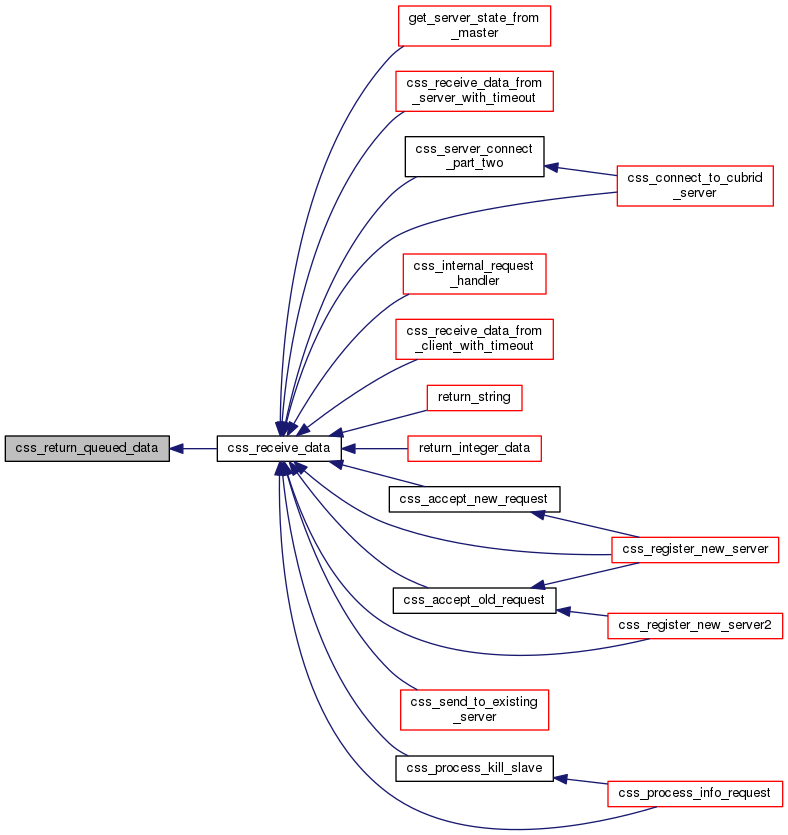 get_server_state_from
_master
css_receive_data_from
_server_with_timeout
css_server_connect
_part_two
css_connect_to_cubrid
_server
css_internal_request
_handler
css_receive_data_from
_client_with_timeout
return_string
css_return_queued_data
css_receive_data
return_integer_data
css_accept_new_request
css_register_new_server
css_accept_old_request
css_register_new_server2
css_send_to_existing
_server
css_process_kill_slave
css_process_info_request